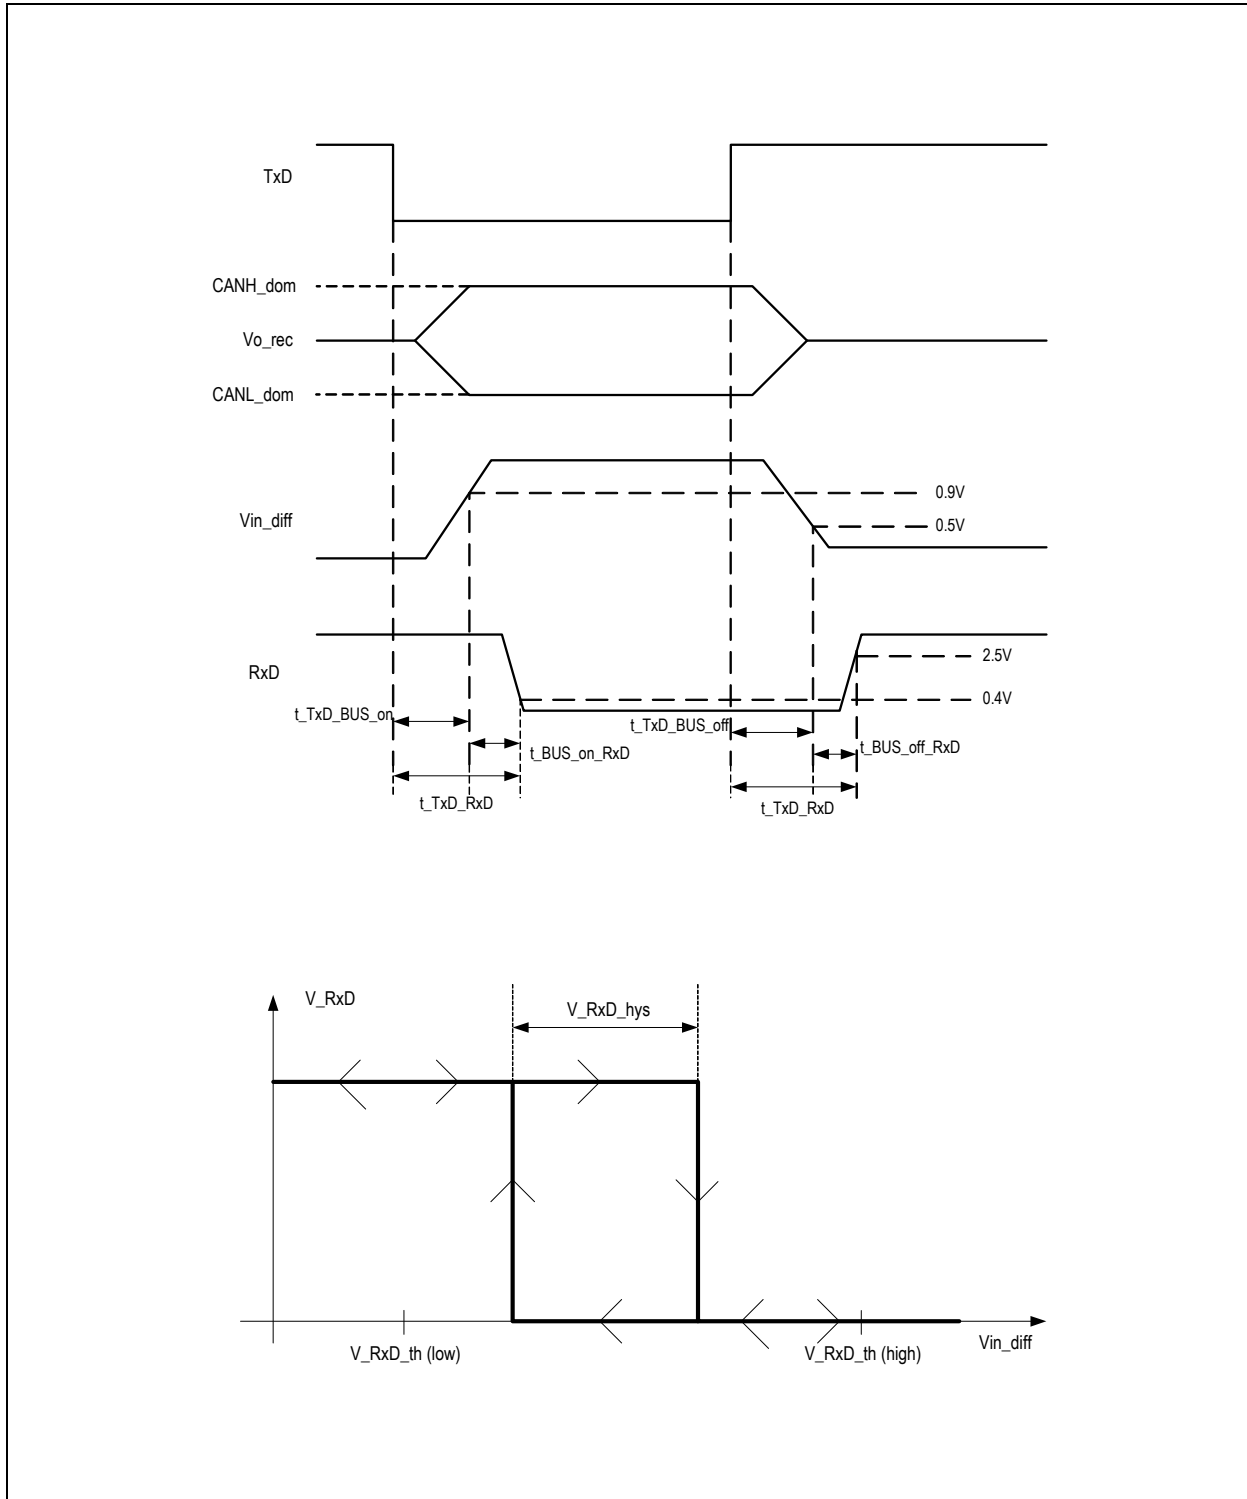 TxD
CANH_dom
Vo_rec
CANL_dom
0.9V
Vin_diff
0.5V
RxD
2.5V
0.4V
t_TxD_BUS_on
t_TxD_BUS_off
t_BUS_on_RxD
t_BUS_off_RxD
t_TxD_RxD
t_TxD_RxD
V_RxD
V_RxD_hys
V_RxD_th (low)
V_RxD_th (high)
Vin_diff